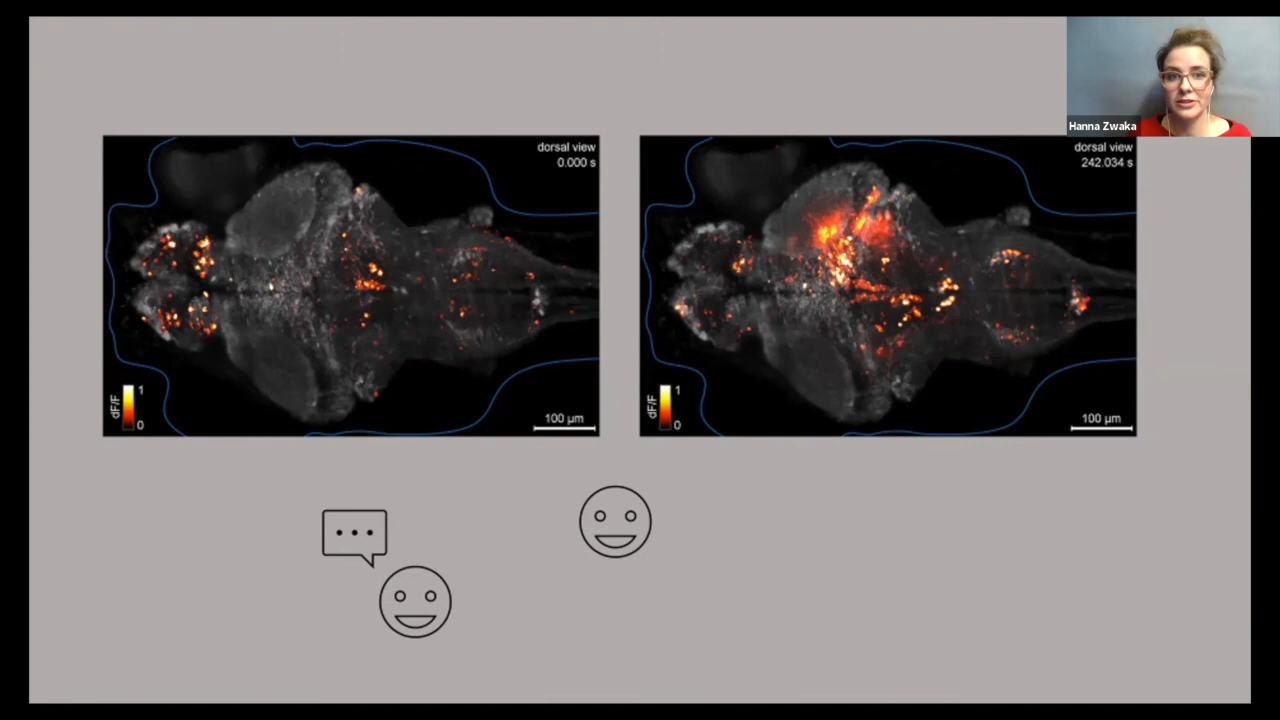 Hanna Zwaka
dorsal view
0.000 s
1
dF/F
0
100 µm
dorsal view
242.034 s
1
dF/F
0
100 µm